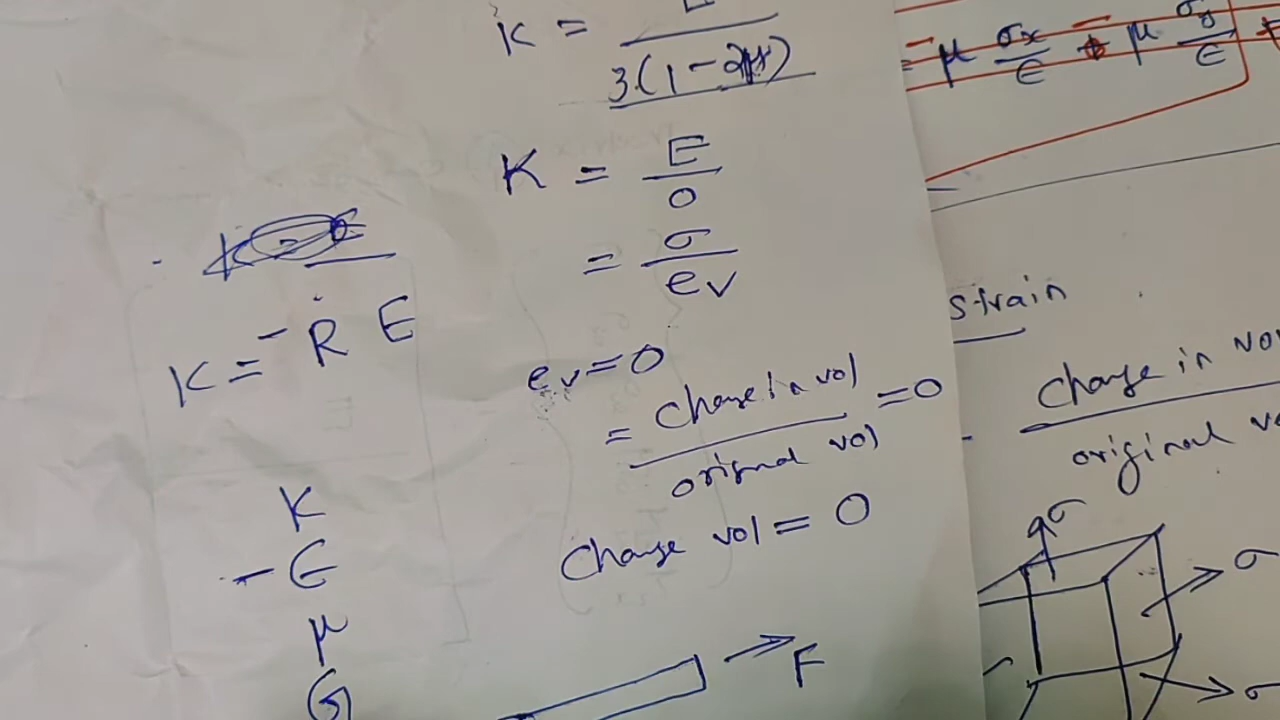 K = E / 3(1-2μ)
K = E/0
= σ/ev
ev = 0
= Change in vol / original vol = 0
Change vol = 0
K = - R E
K
- E
μ
G
F
= μ σx/E - μ σy/E
strain
Change in vo
original v
σ
σ
σ